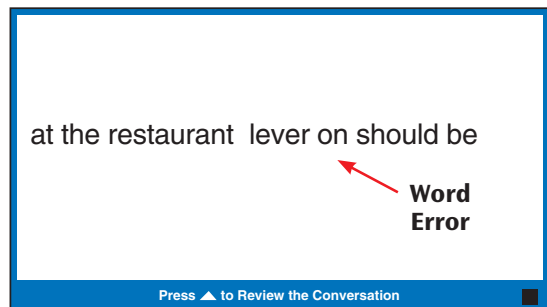 at the restaurant  lever on should be
Word
Error
Press ▲ to Review the Conversation